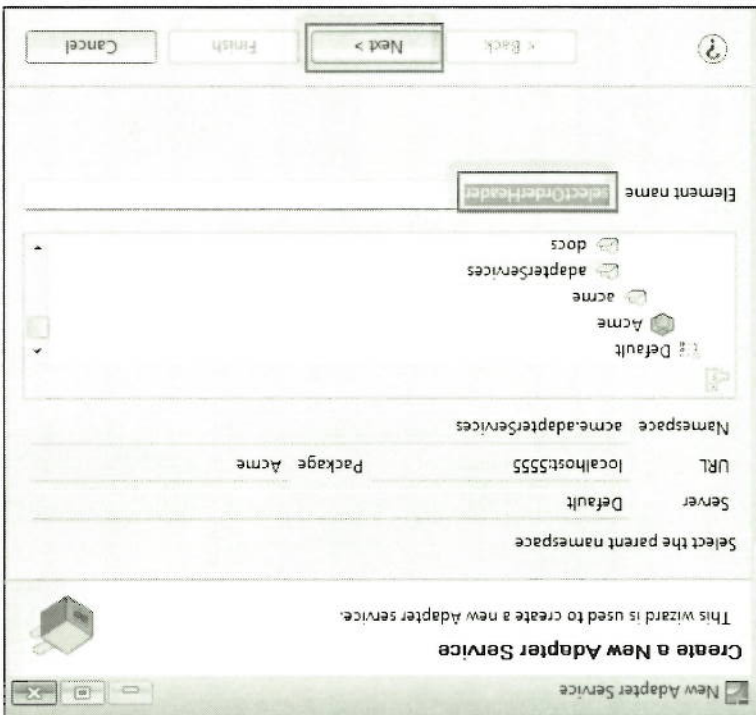 New Adapter Service
Create a New Adapter Service
This wizard is used to create a new Adapter service.
Select the parent namespace
Server Default
URL localhost:5555 Package Acme
Namespace acme.adapterServices
Default
Acme
acme
adapterServices
docs
Element name selectOrderHeader
? < Back Next > Finish Cancel